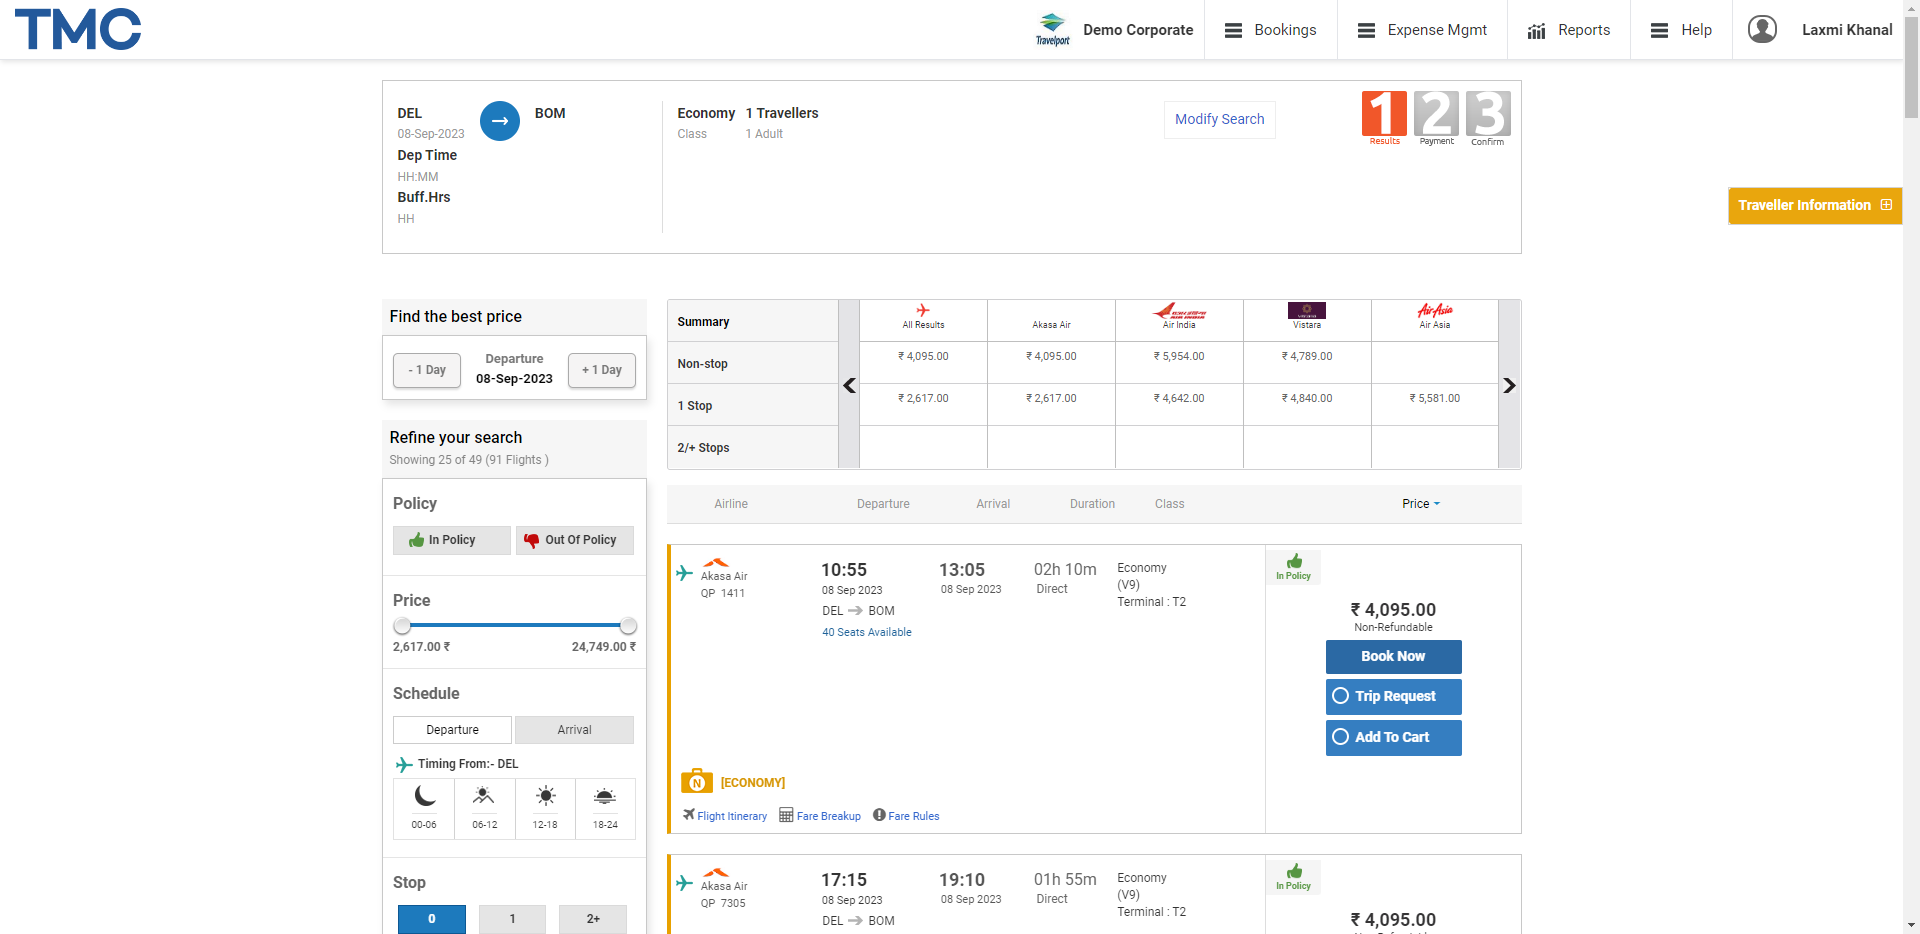 TMC
Travelport
Demo Corporate
Bookings
Expense Mgmt
Reports
Help
Laxmi Khanal
DEL
BOM
08-Sep-2023
Dep Time
HH:MM
Buff.Hrs
HH
Economy
1 Travellers
Class
1 Adult
Modify Search
1
2
3
Results
Payment
Confirm
Traveller Information
Find the best price
- 1 Day
Departure
08-Sep-2023
+ 1 Day
Refine your search
Showing 25 of 49 (91 Flights )
Policy
In Policy
Out Of Policy
Price
2,617.00 ₹
24,749.00 ₹
Schedule
Departure
Arrival
Timing From:- DEL
00-06
06-12
12-18
18-24
Stop
0
1
2+
Summary
All Results
Akasa Air
Air India
Vistara
AirAsia
Air Asia
Non-stop
₹ 4,095.00
₹ 4,095.00
₹ 5,954.00
₹ 4,789.00
1 Stop
₹ 2,617.00
₹ 2,617.00
₹ 4,642.00
₹ 4,840.00
₹ 5,581.00
2/+ Stops
Airline
Departure
Arrival
Duration
Class
Price
Akasa Air
QP 1411
10:55
08 Sep 2023
DEL
BOM
40 Seats Available
13:05
08 Sep 2023
02h 10m
Direct
Economy
(V9)
Terminal : T2
In Policy
₹ 4,095.00
Non-Refundable
Book Now
Trip Request
Add To Cart
N
[ECONOMY]
Flight Itinerary
Fare Breakup
Fare Rules
Akasa Air
QP 7305
17:15
08 Sep 2023
DEL
BOM
19:10
08 Sep 2023
01h 55m
Direct
Economy
(V9)
Terminal : T2
In Policy
₹ 4,095.00